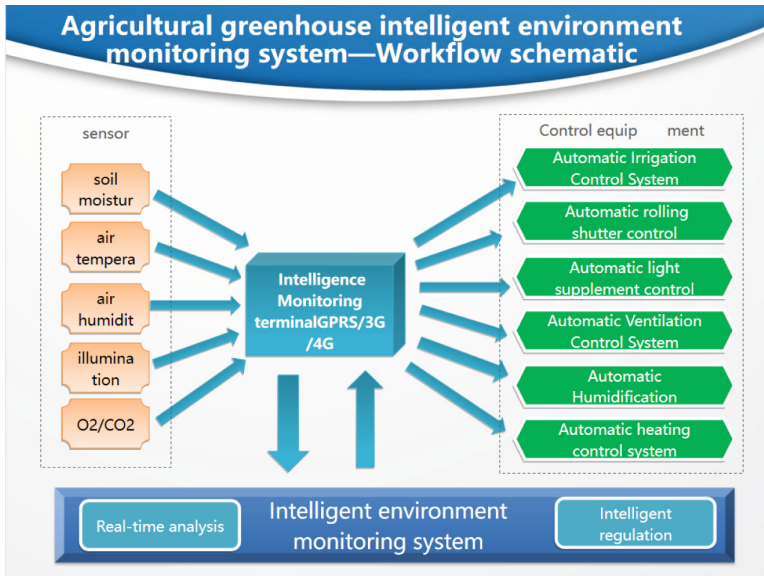 Agricultural greenhouse intelligent environment
monitoring system—Workflow schematic
sensor
soil
moistur
air
tempera
air
humidit
illumina
tion
O2/CO2
Intelligence
Monitoring
terminalGPRS/3G
/4G
Control equip ment
Automatic Irrigation
Control System
Automatic rolling
shutter control
Automatic light
supplement control
Automatic Ventilation
Control System
Automatic
Humidification
Automatic heating
control system
Real-time analysis
Intelligent environment
monitoring system
Intelligent
regulation